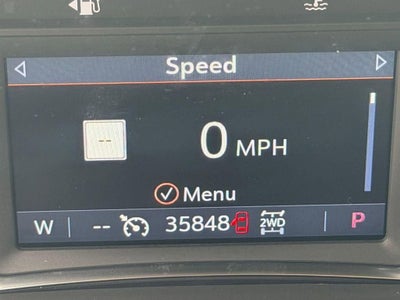 Speed
--
0 MPH
Menu
W -- 35848 2WD P